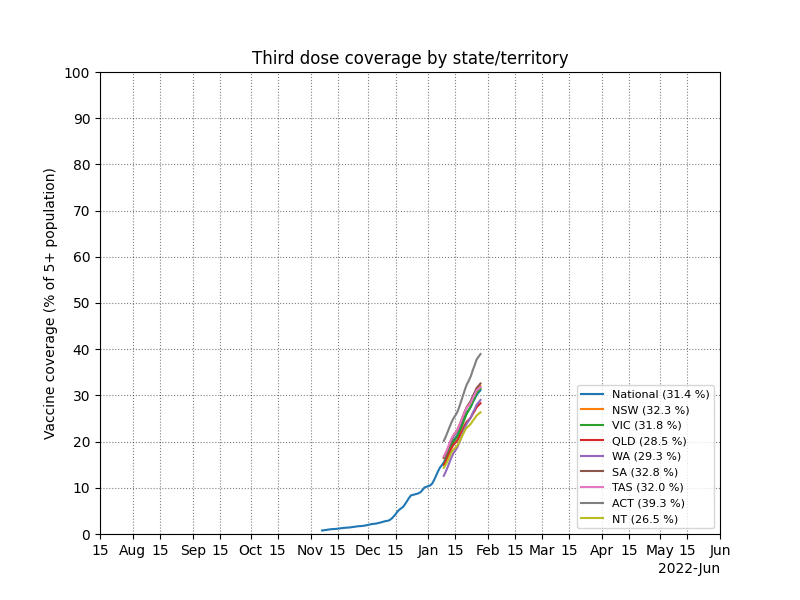 Third dose coverage by state/territory
Vaccine coverage (% of 5+ population)
100
90
80
70
60
50
40
30
20
10
0
National (31.4 %)
NSW (32.3 %)
VIC (31.8 %)
QLD (28.5 %)
WA (29.3 %)
SA (32.8 %)
TAS (32.0 %)
ACT (39.3 %)
NT (26.5 %)
15 Aug 15 Sep 15 Oct 15 Nov 15 Dec 15 Jan 15 Feb 15 Mar 15 Apr 15 May 15 Jun
2022-Jun